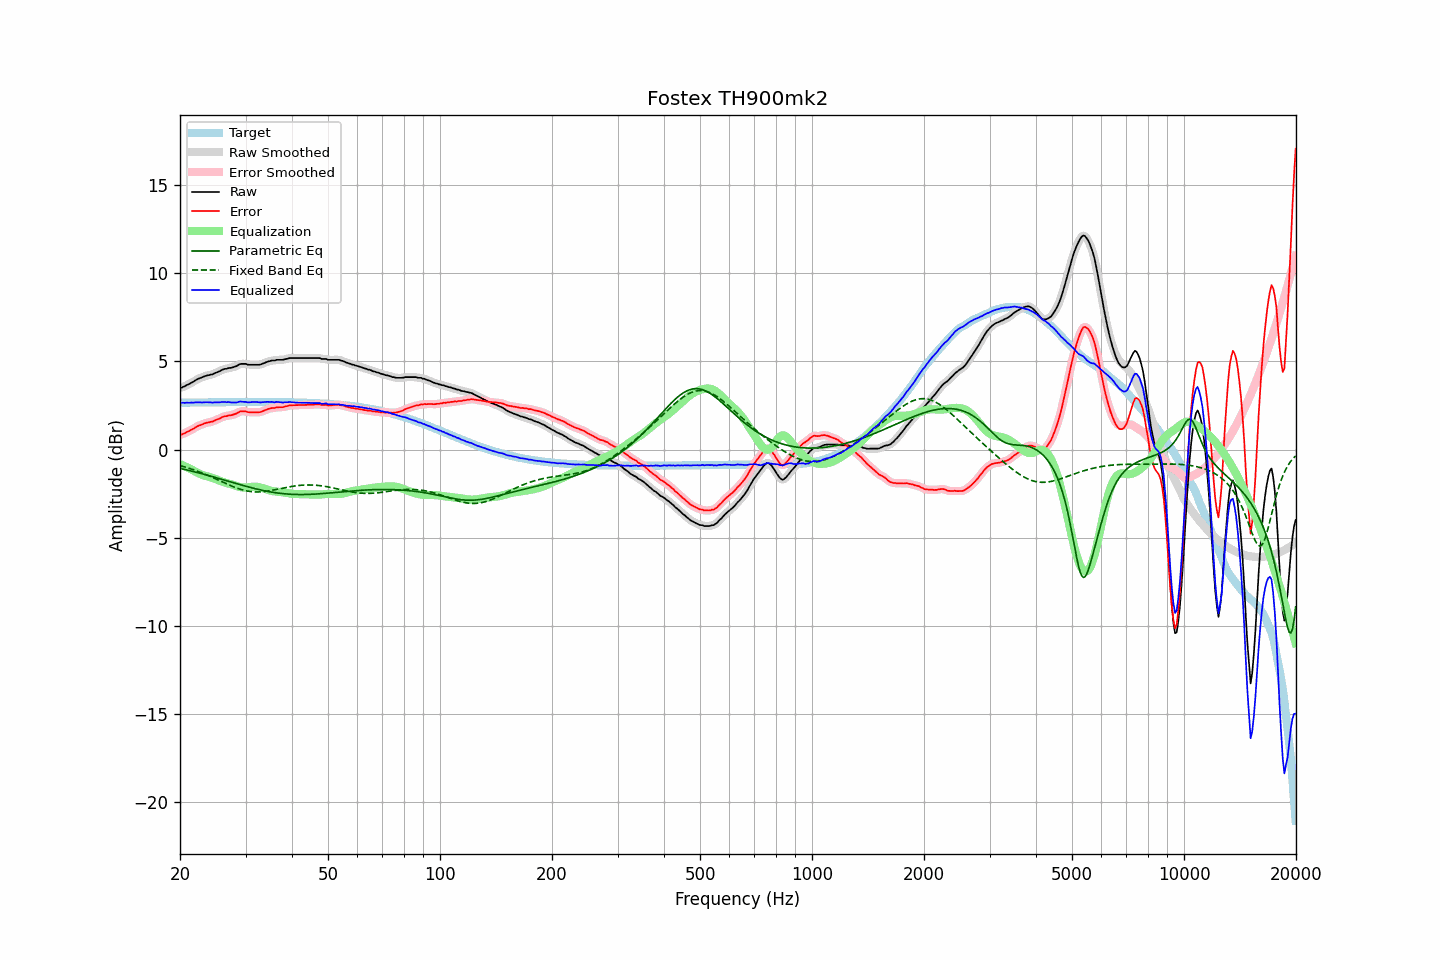 Fostex TH900mk2
Target
Raw Smoothed
Error Smoothed
Raw
Error
Equalization
Parametric Eq
Fixed Band Eq
Equalized
15
10
5
0
−5
−10
−15
−20
Amplitude (dBr)
20
50
100
200
500
1000
2000
5000
10000
20000
Frequency (Hz)